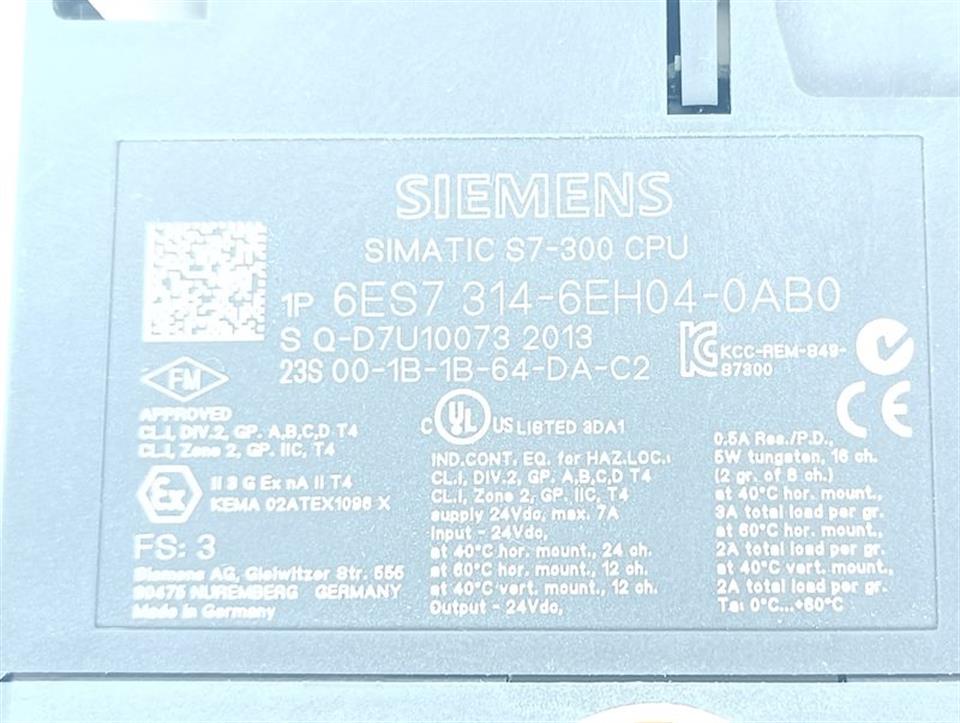 SIEMENS
SIMATIC S7-300 CPU
1P 6ES7 314-6EH04-0AB0
S Q-D7U10073 2013
23S 00-1B-1B-64-DA-C2
KCC-REM-S49-
S7300
FM
APPROVED
CL.I, DIV.2, GP. A,B,C,D T4
CL.I, Zone 2, GP. IIC, T4
Ex
II 3 G Ex nA II T4
KEMA 02ATEX1096 X
FS: 3
Siemens AG, Gleiwitzer Str. 555
90475 NUREMBERG GERMANY
Made in Germany
C UL US LISTED 3DA1
IND.CONT. EQ. for HAZ.LOC.:
CL.I, DIV.2, GP. A,B,C,D T4
CL.I, Zone 2, GP. IIC, T4
supply 24Vdc, max. 7A
Input - 24Vdc,
at 40°C hor. mount., 24 ch.
at 60°C hor. mount., 12 ch.
at 40°C vert. mount., 12 ch.
Output - 24Vdc,
CE
0.5A Res./P.D.,
5W tungsten, 16 ch.
(2 gr. of 8 ch.)
at 40°C hor. mount.,
3A total load per gr.
at 60°C hor. mount.,
2A total load per gr.
at 40°C vert. mount.,
2A total load per gr.
Ta: 0°C...+60°C